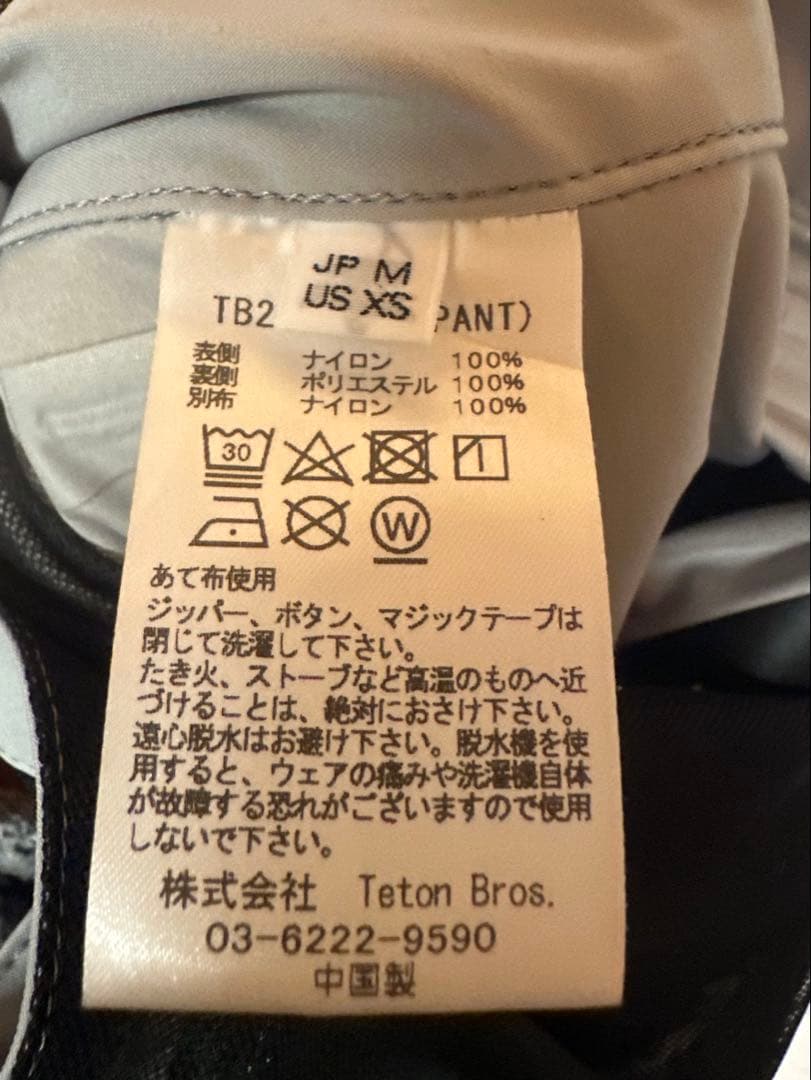 JP M
US XS
TB2 PANT)
表側 ナイロン 100%
裏側 ポリエステル 100%
別布 ナイロン 100%
30
W
あて布使用
ジッパー、ボタン、マジックテープは
閉じて洗濯して下さい。
たき火、ストーブなど高温のものへ近
づけることは、絶対におさけ下さい。
遠心脱水はお避け下さい。脱水機を使
用すると、ウェアの痛みや洗濯機自体
が故障する恐れがございますので使用
しないで下さい。
株式会社 Teton Bros.
03-6222-9590
中国製